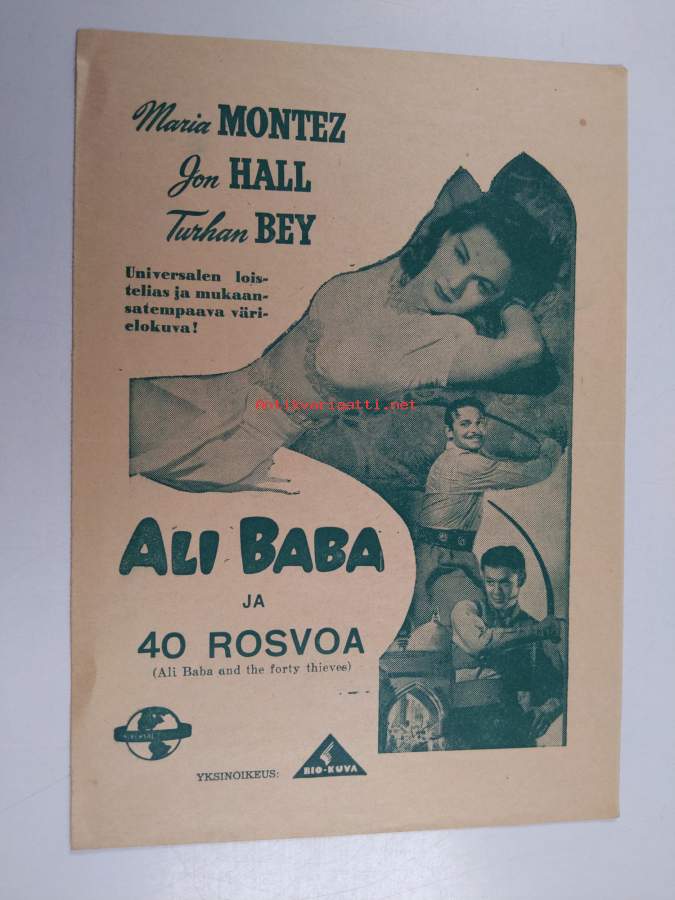 Maria MONTEZ
Jon HALL
Turhan BEY
Universalen lois-
telias ja mukaan-
satempaava väri-
elokuva!
Antikvariaatti.net
ALI BABA
JA
40 ROSVOA
(Ali Baba and the forty thieves)
YKSINOIKEUS:
BIO-KUVA